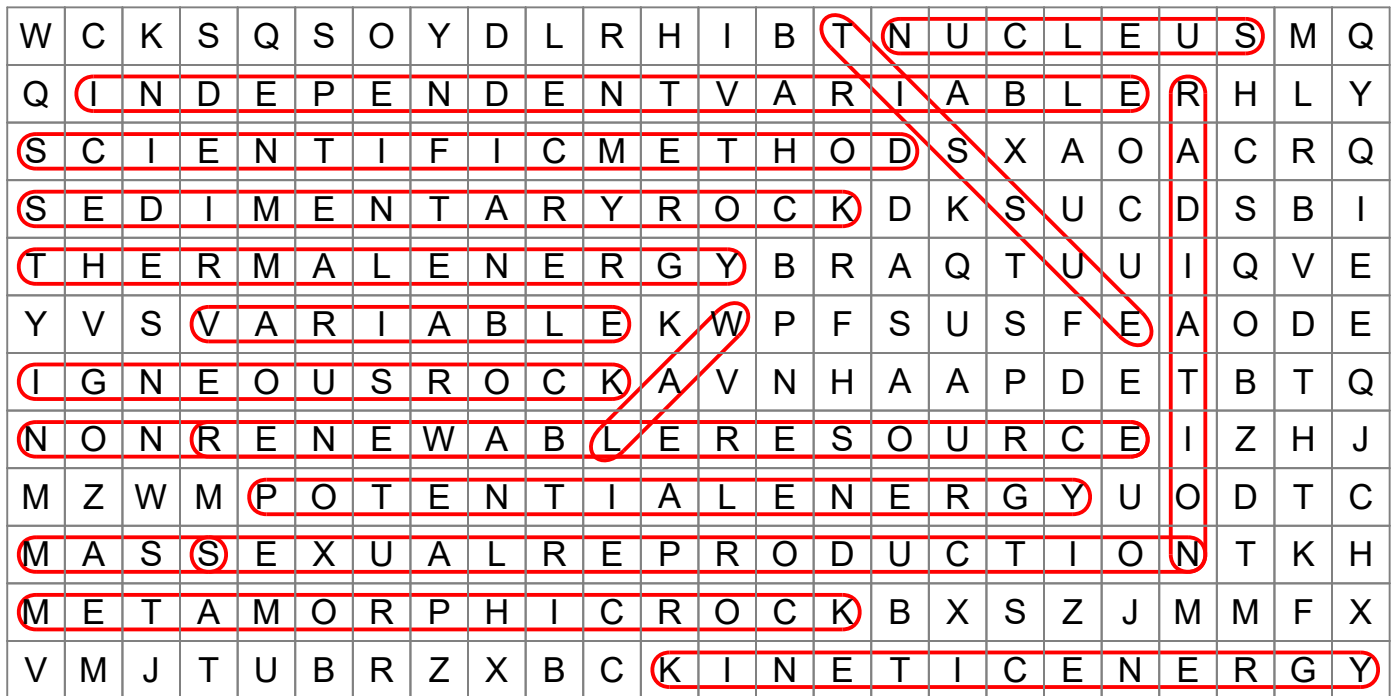 W C K S Q S O Y D L R H I B T N U C L E U S M Q
Q I N D E P E N D E N T V A R I A B L E R H L Y
S C I E N T I F I C M E T H O D S X A O A C R Q
S E D I M E N T A R Y R O C K D K S U C D S B I
T H E R M A L E N E R G Y B R A Q T U U I Q V E
Y V S V A R I A B L E K W P F S U S F E A O D E
I G N E O U S R O C K A V N H A A P D E T B T Q
N O N R E N E W A B L E R E S O U R C E I Z H J
M Z W M P O T E N T I A L E N E R G Y U O D T C
M A S S E X U A L R E P R O D U C T I O N T K H
M E T A M O R P H I C R O C K B X S Z J M M F X
V M J T U B R Z X B C K I N E T I C E N E R G Y